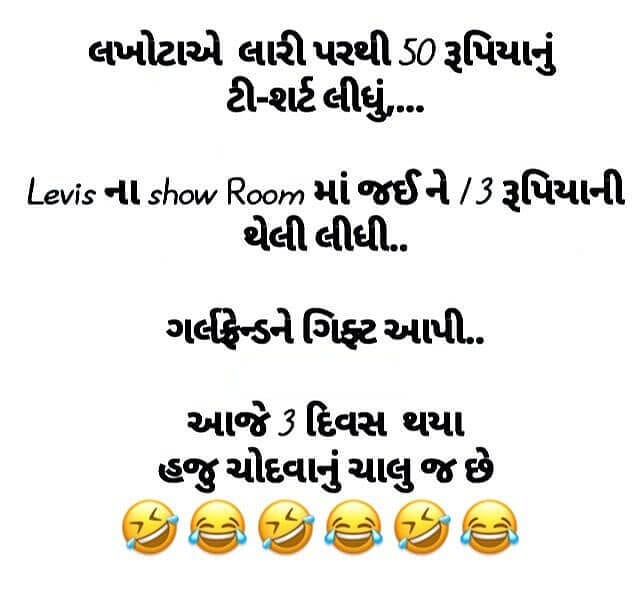 લખોટાએ લારી પરથી 50 રૂપિયાનું
ટી-શર્ટ લીધું,...
Levis ના show Room માં જઈ ને 13 રૂપિયાની
થેલી લીધી..
ગર્લફ્રેન્ડને ગિફ્ટ આપી..
આજે 3 દિવસ થયા
હજુ ચોદવાનું ચાલુ જ છે
🤣😂🤣😂🤣😂